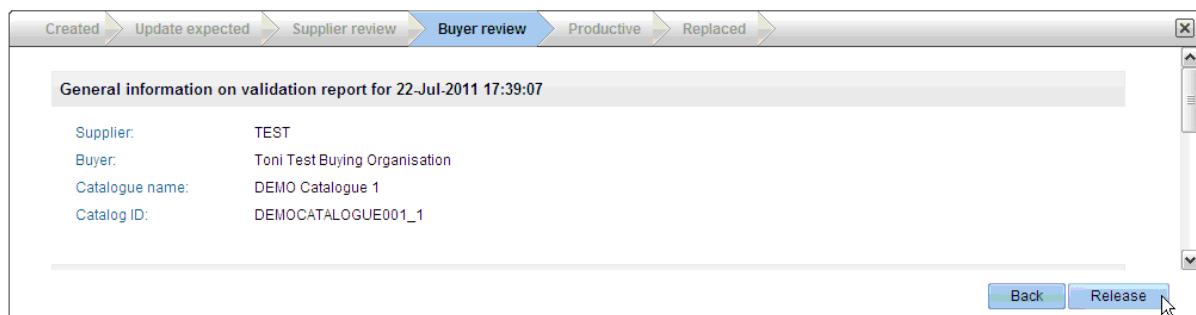 Created Update expected Supplier review Buyer review Productive Replaced
General information on validation report for 22-Jul-2011 17:39:07
Supplier: TEST
Buyer: Toni Test Buying Organisation
Catalogue name: DEMO Catalogue 1
Catalog ID: DEMOCATALOGUE001_1
Back Release